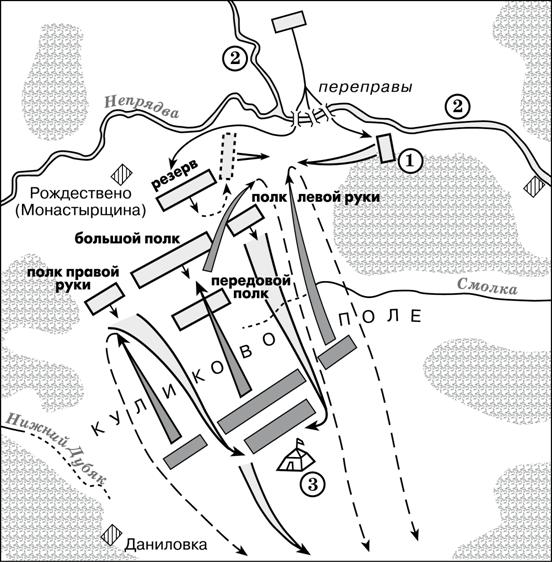 2
переправы
2
Непрядва
1
резерв
Рождествено
(Монастырщина)
полк левой руки
большой полк
полк правой
руки
передовой
полк
Смолка
КУЛИКОВО ПОЛЕ
Нижний Дубяк
3
Даниловка